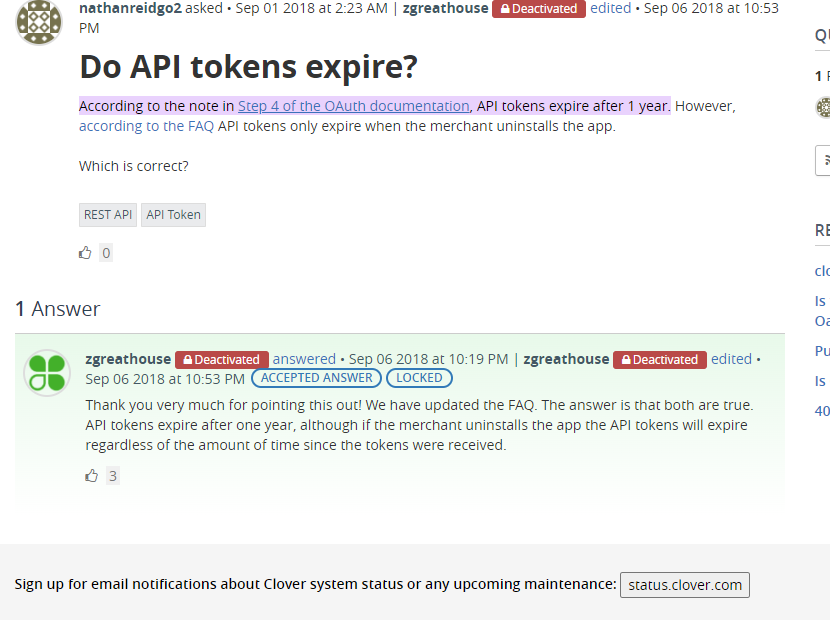 nathanreidgo2 asked • Sep 01 2018 at 2:23 AM | zgreathouse Deactivated edited • Sep 06 2018 at 10:53
PM
Do API tokens expire?
According to the note in Step 4 of the OAuth documentation, API tokens expire after 1 year. However,
according to the FAQ API tokens only expire when the merchant uninstalls the app.
Which is correct?
REST API API Token
0
1 Answer
zgreathouse Deactivated answered • Sep 06 2018 at 10:19 PM | zgreathouse Deactivated edited •
Sep 06 2018 at 10:53 PM ACCEPTED ANSWER LOCKED
Thank you very much for pointing this out! We have updated the FAQ. The answer is that both are true.
API tokens expire after one year, although if the merchant uninstalls the app the API tokens will expire
regardless of the amount of time since the tokens were received.
3
Sign up for email notifications about Clover system status or any upcoming maintenance: status.clover.com
1
Is
Is
40